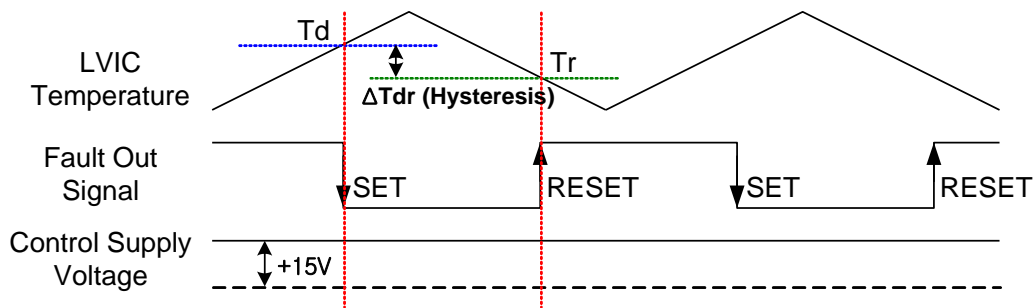 Td
Tr
LVIC
Temperature
ΔTdr (Hysteresis)
Fault Out
Signal
SET
RESET
SET
RESET
Control Supply
Voltage
+15V